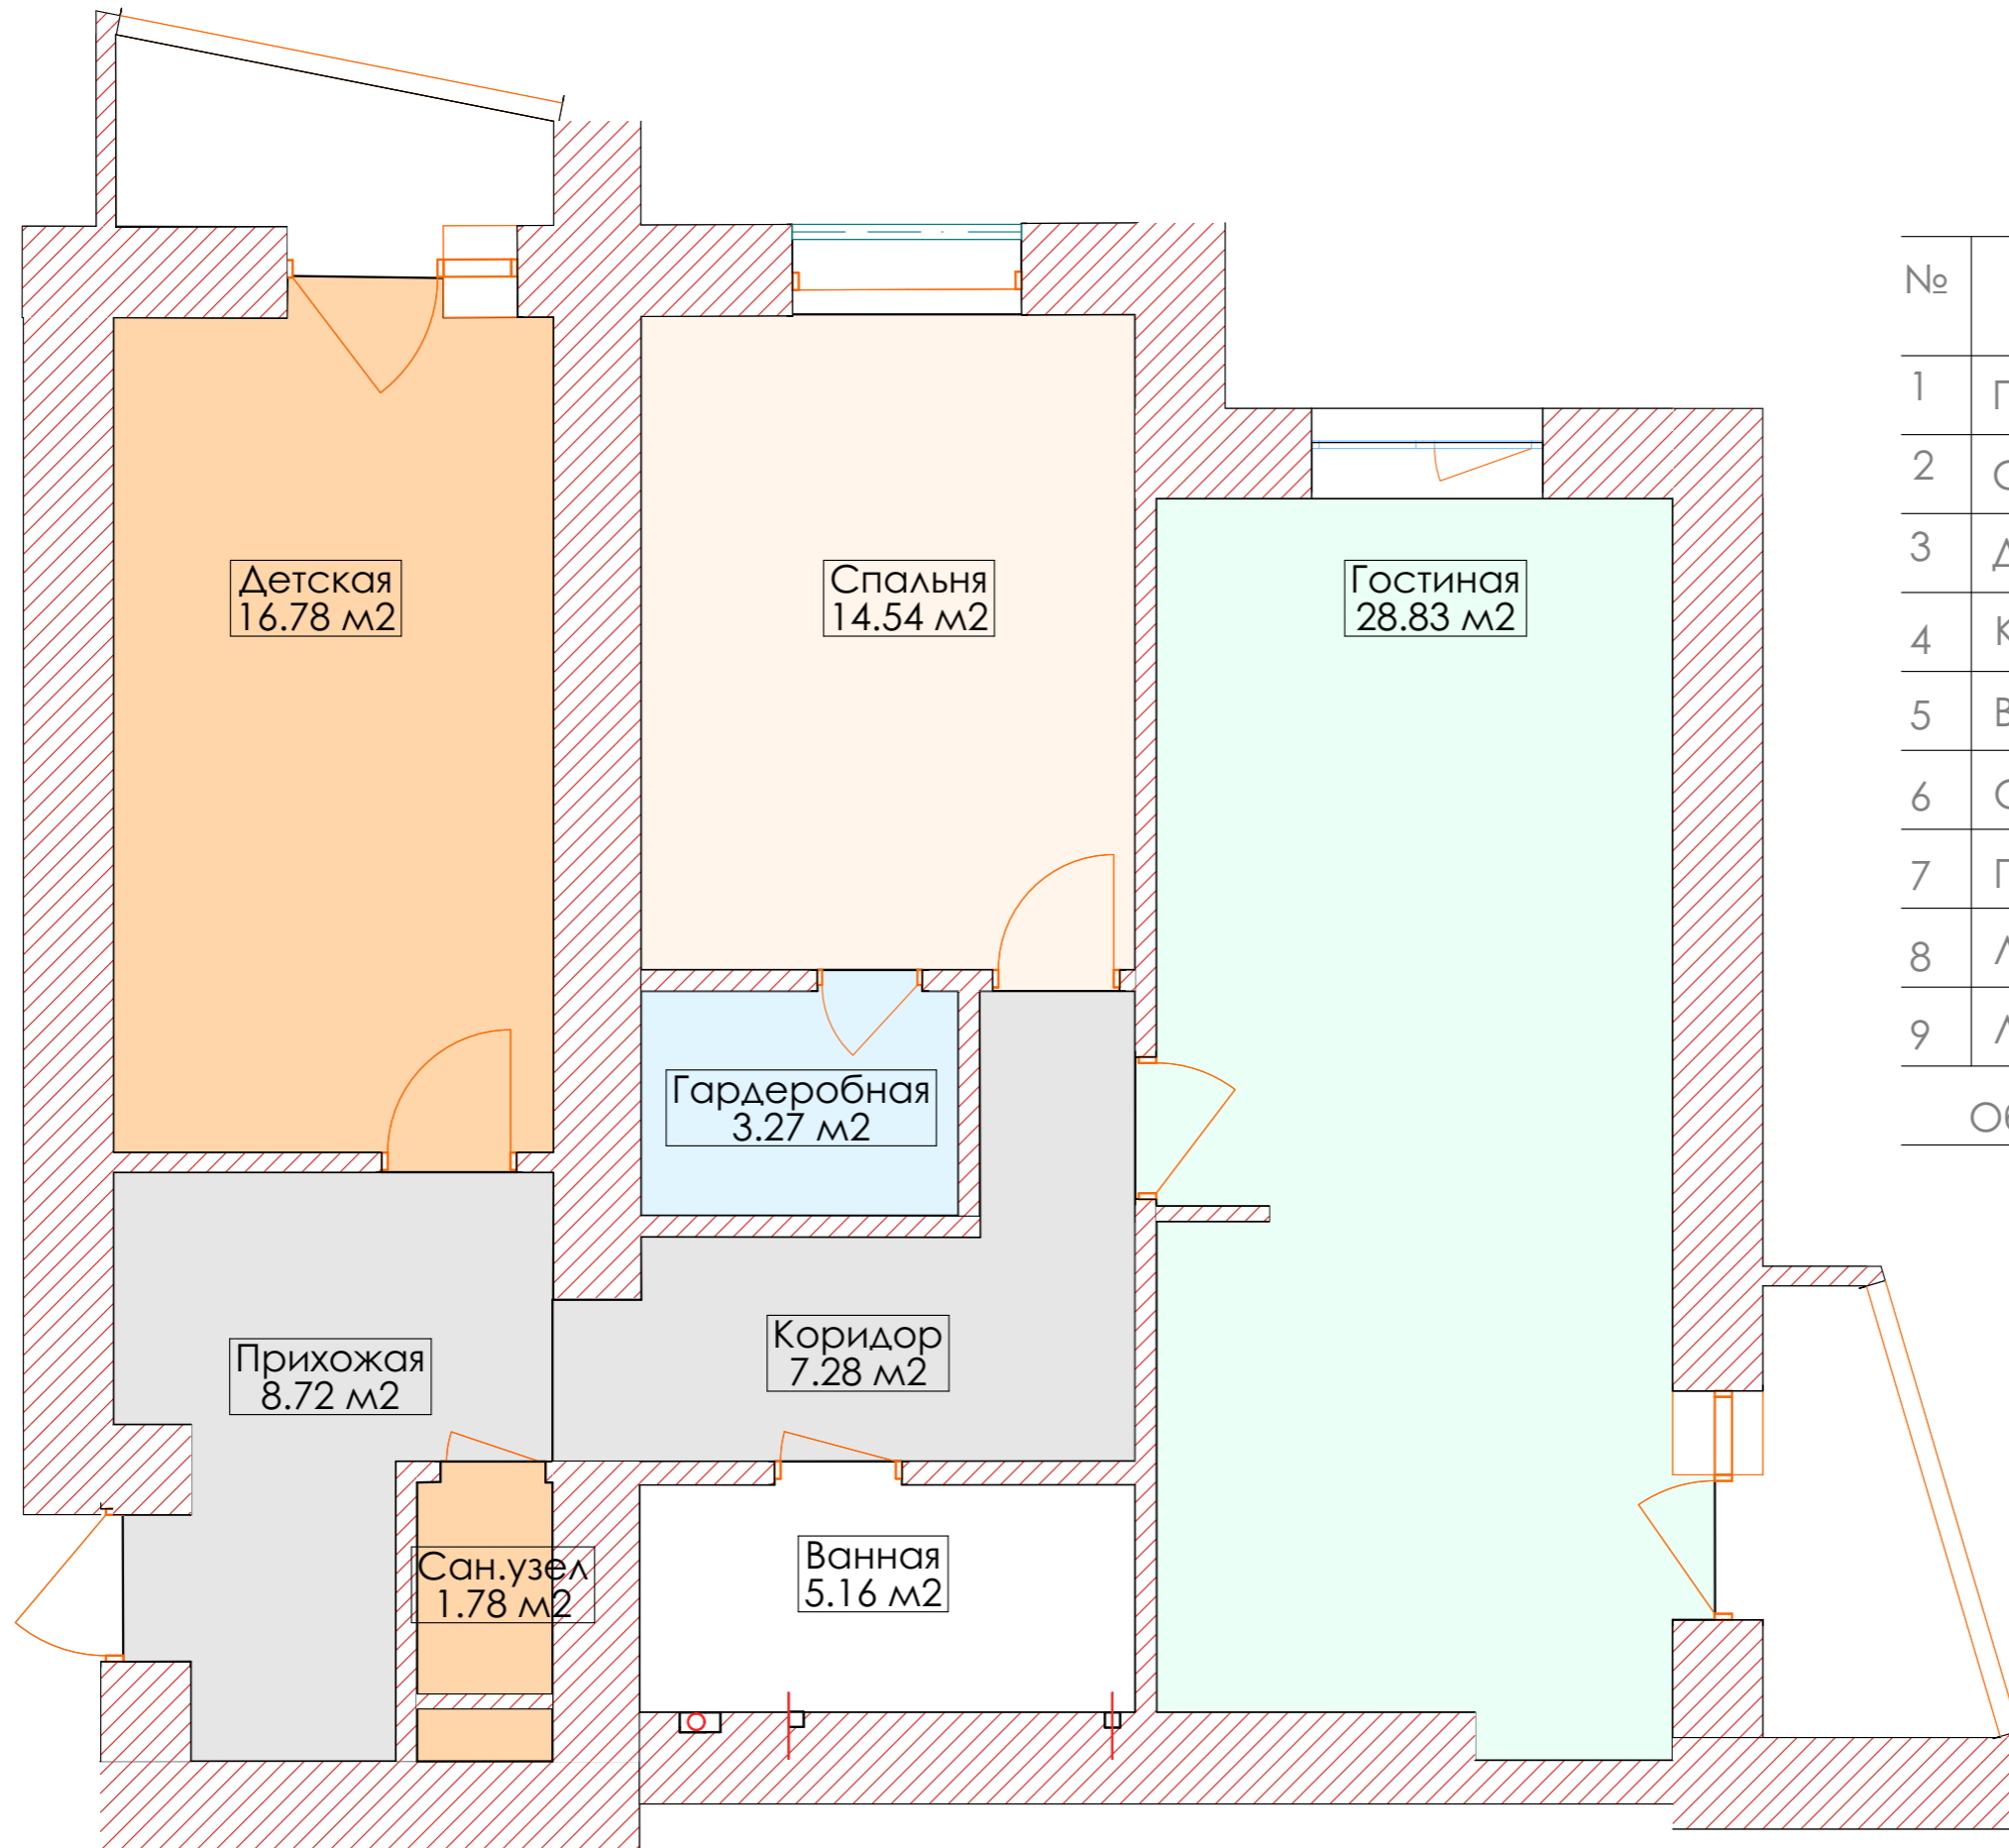 Детская
16.78 м2
Спальня
14.54 м2
Гостиная
28.83 м2
Гардеробная
3.27 м2
Прихожая
8.72 м2
Коридор
7.28 м2
Сан.узел
1.78 м2
Ванная
5.16 м2
№
1
2
3
4
5
6
7
8
9